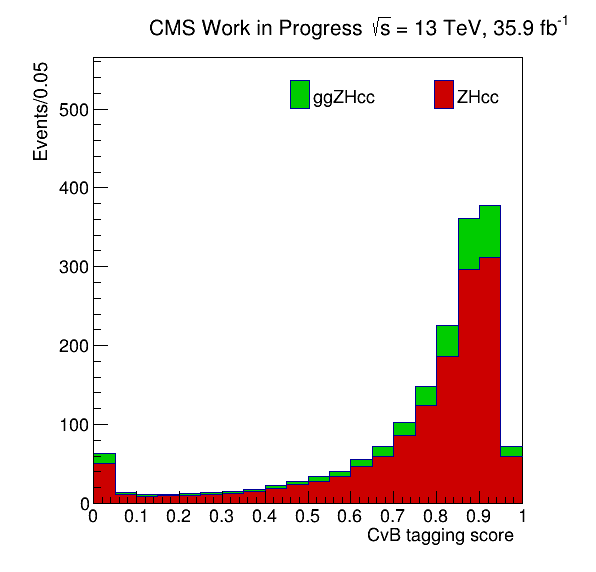 CMS Work in Progress √s = 13 TeV, 35.9 fb⁻¹
Events/0.05
ggZHcc ZHcc
500
400
300
200
100
0
0 0.1 0.2 0.3 0.4 0.5 0.6 0.7 0.8 0.9 1
CvB tagging score